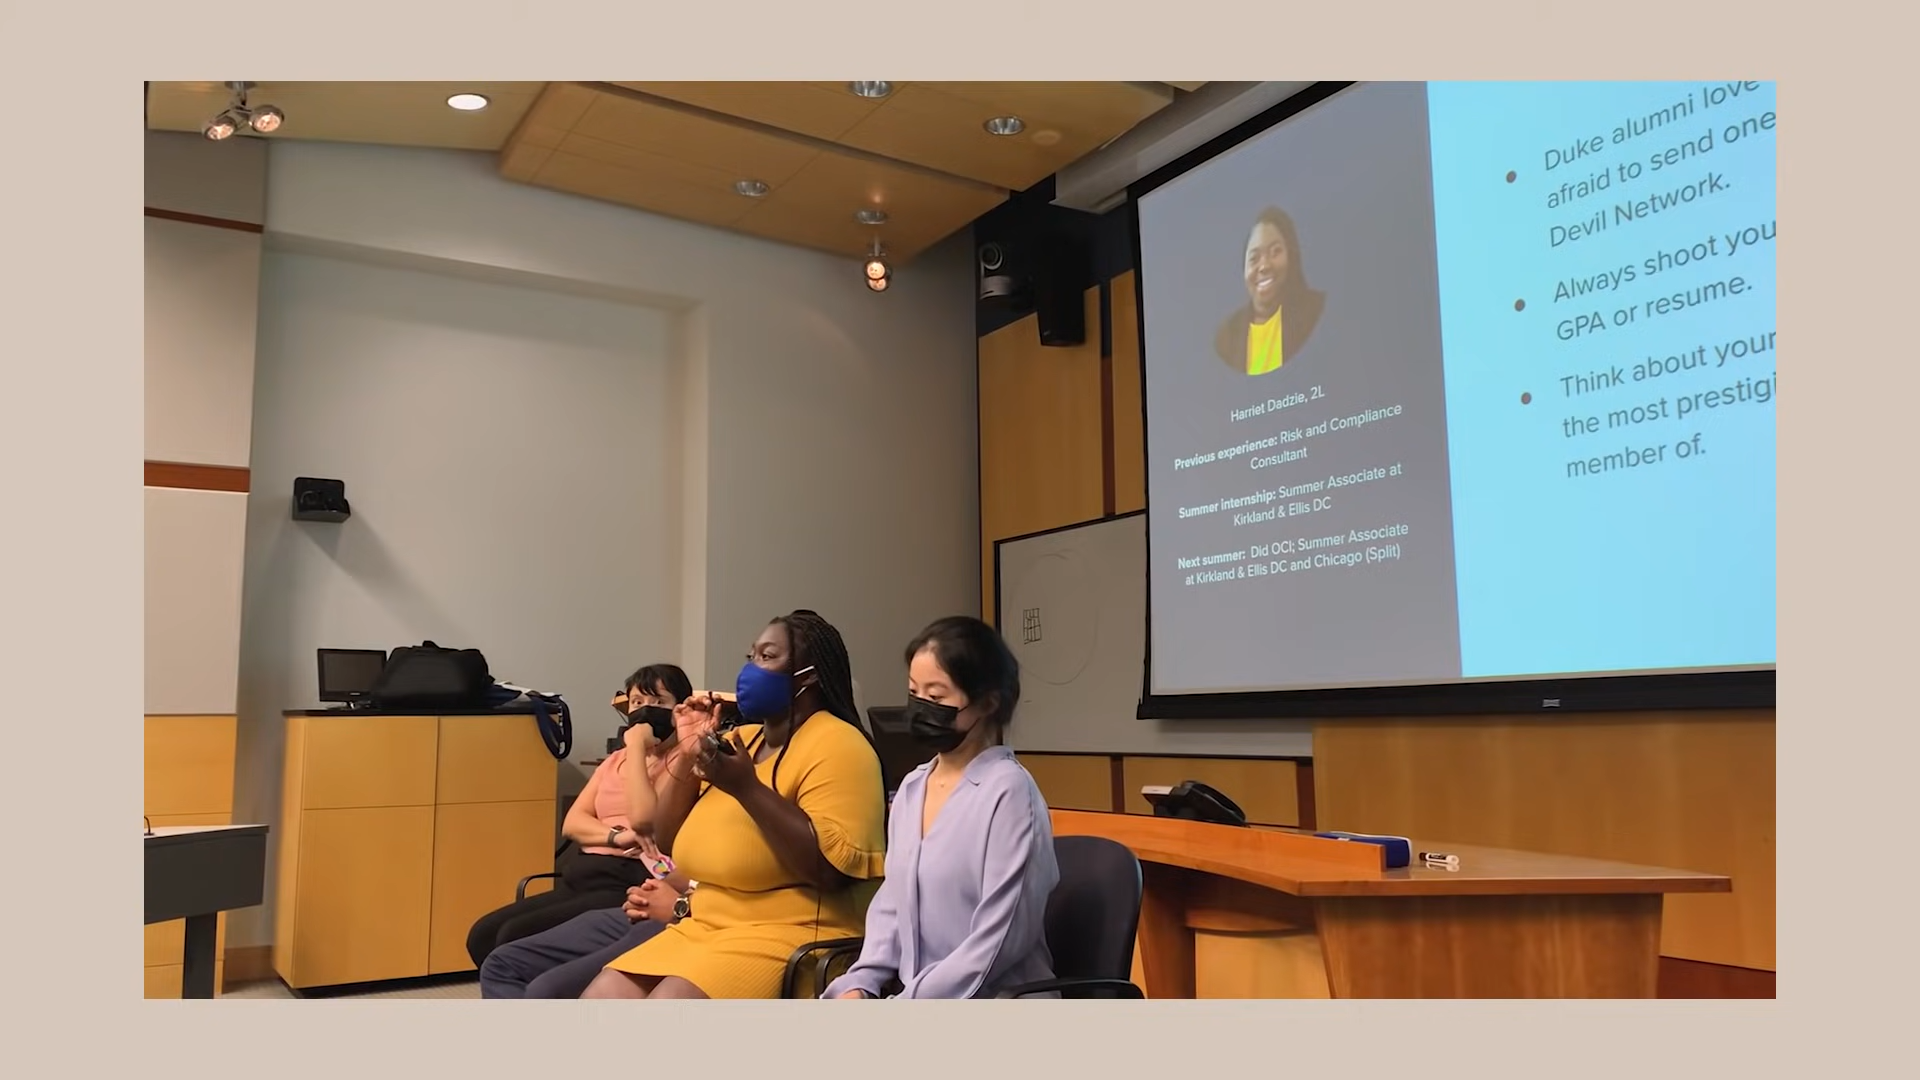 Harriet Dadzie, 2L
Previous experience: Risk and Compliance
Consultant
Summer internship: Summer Associate at
Kirkland & Ellis DC
Next summer: Did OCI; Summer Associate
at Kirkland & Ellis DC and Chicago (Split)
Duke alumni love
afraid to send one
Devil Network.
Always shoot you
GPA or resume.
Think about your
the most prestigi
member of.